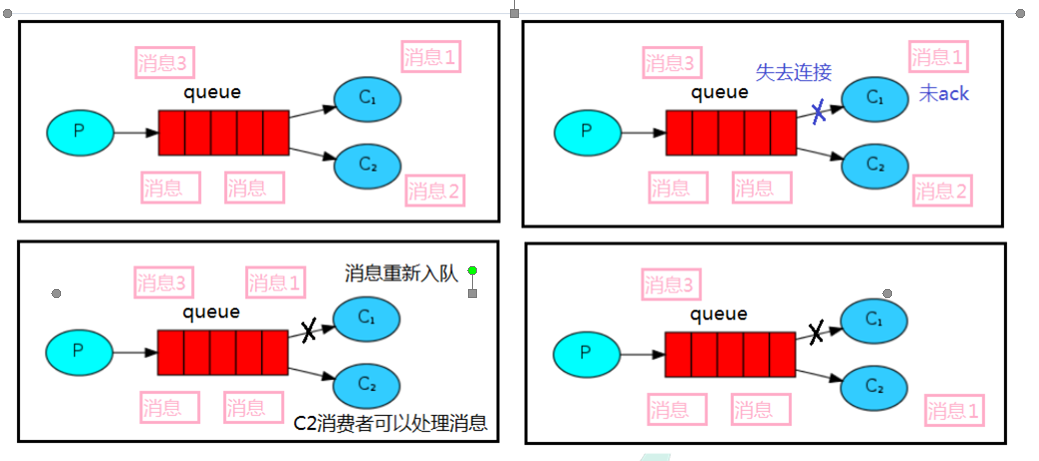 消息3
消息1
queue
C₁
P
C₂
消息
消息
消息2
消息3
失去连接
消息1
queue
C₁
未ack
P
C₂
消息
消息
消息2
消息3
消息1
消息重新入队
queue
C₁
P
C₂
消息
消息
C2消费者可以处理消息
消息3
queue
C₁
P
C₂
消息
消息
消息1